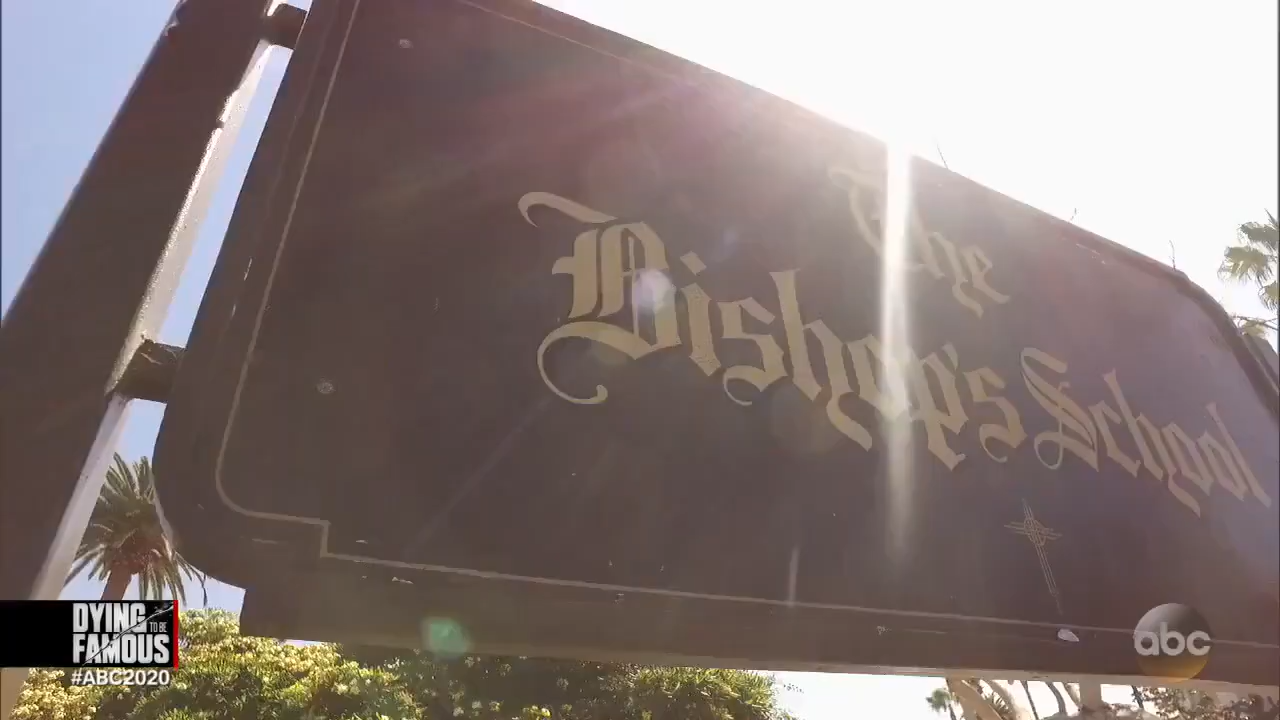 The
Bishop's School
DYING
TO BE
FAMOUS
#ABC2020
abc